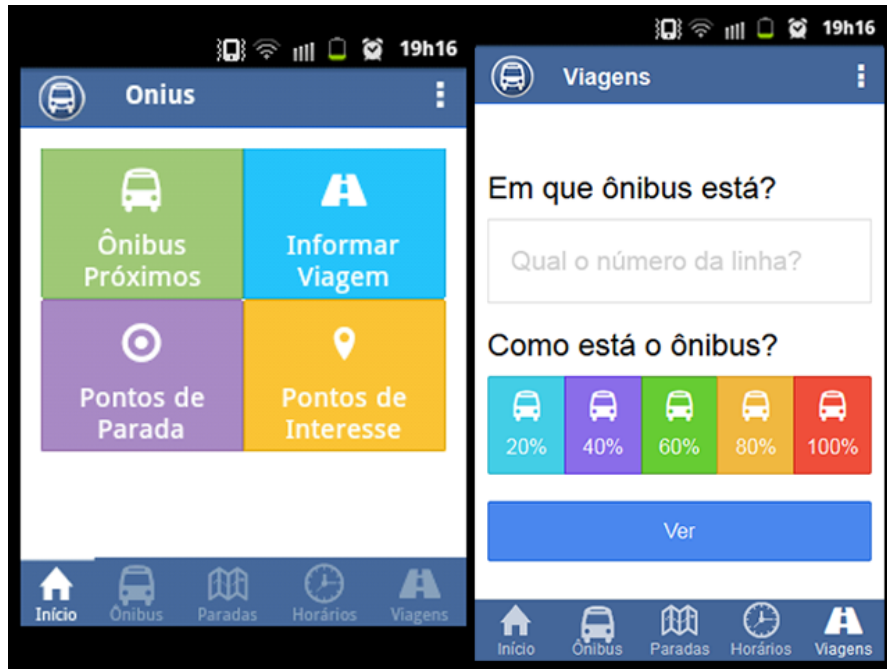 19h16
Onius
Ônibus
Próximos
Informar
Viagem
Pontos de
Parada
Pontos de
Interesse
Início Ônibus Paradas Horários Viagens
19h16
Viagens
Em que ônibus está?
Qual o número da linha?
Como está o ônibus?
20% 40% 60% 80% 100%
Ver
Início Ônibus Paradas Horários Viagens